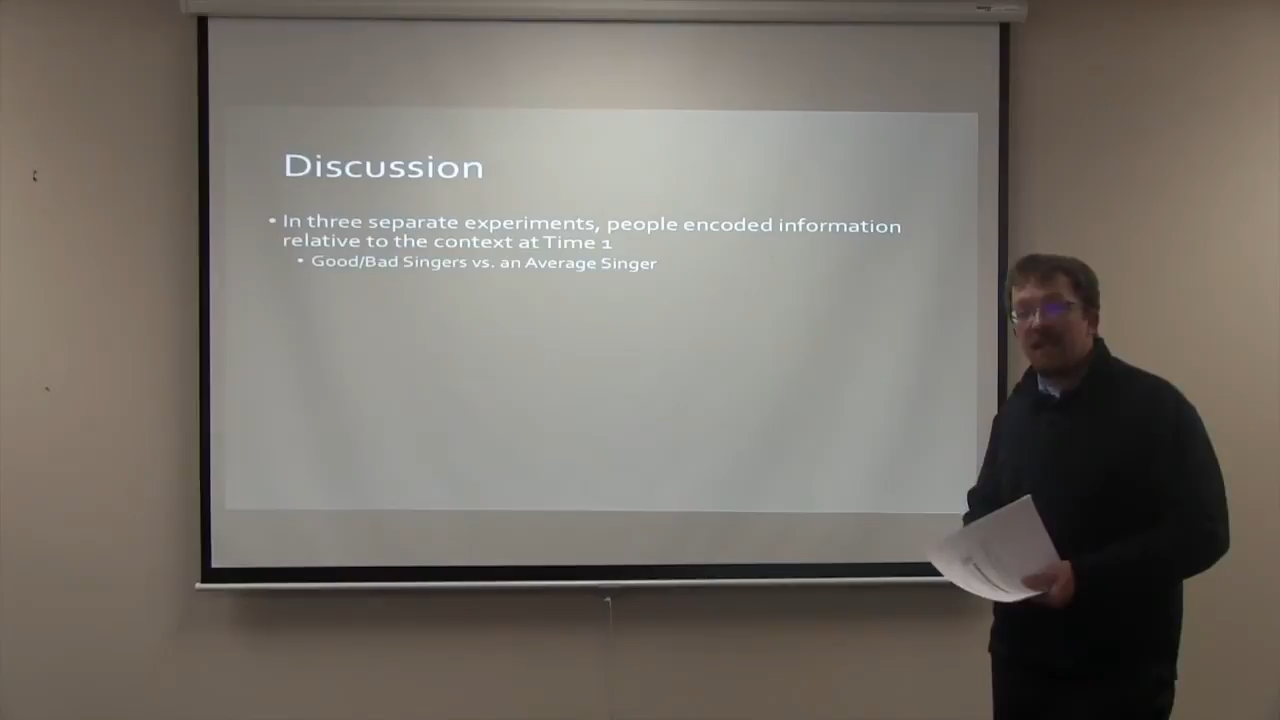 Discussion
• In three separate experiments, people encoded information
relative to the context at Time 1
• Good/Bad Singers vs. an Average Singer